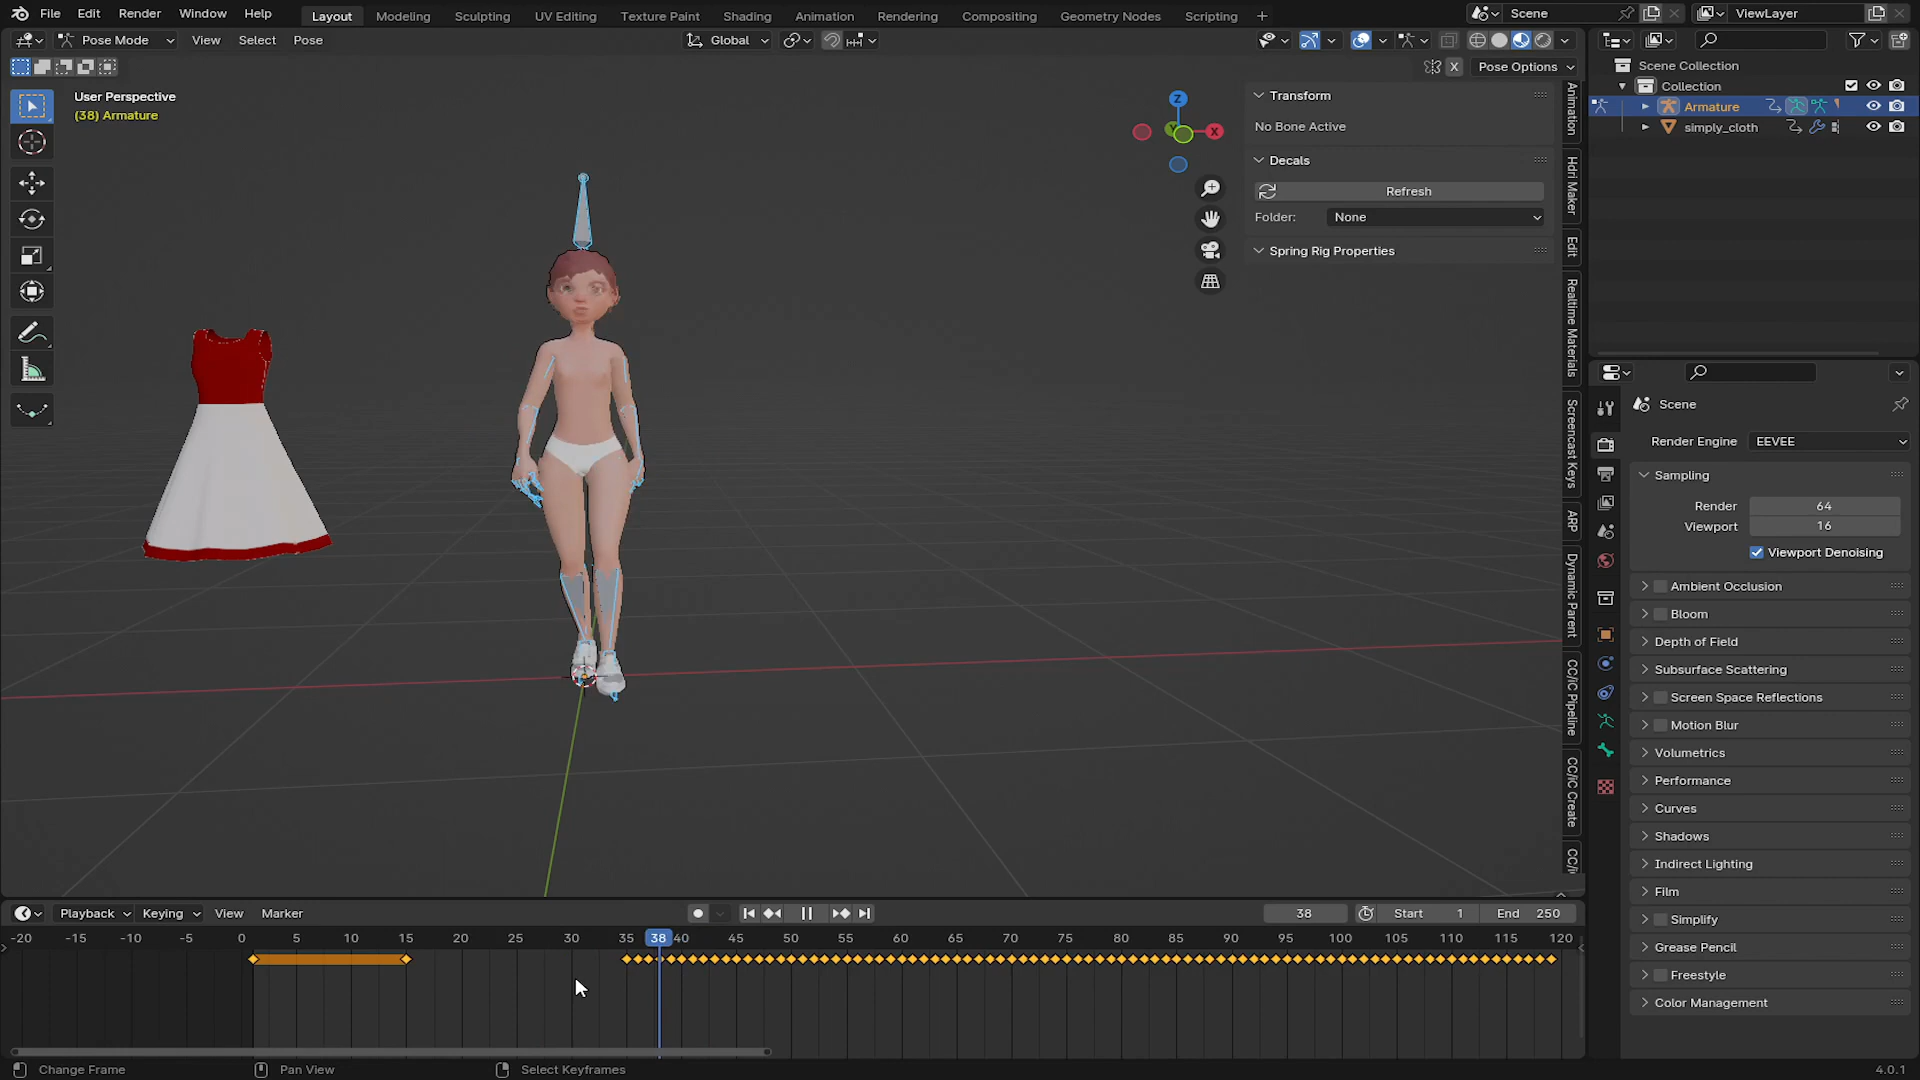 File Edit Render Window Help Layout Modeling Sculpting UV Editing Texture Paint Shading Animation Rendering Compositing Geometry Nodes Scripting + Scene ViewLayer
Pose Mode View Select Pose Global
X Pose Options
User Perspective
(38) Armature
Z
X
Transform
No Bone Active
Decals
Refresh
Folder: None
Spring Rig Properties
Animation
Hdri Maker
Edit
Realtime Materials
Screencast Keys
ARP
Dynamic Parent
CC/iC Pipeline
CC/iC Create
CC/i
Scene Collection
Collection
Armature
simply_cloth
Scene
Render Engine EEVEE
Sampling
Render 64
Viewport 16
Viewport Denoising
Ambient Occlusion
Bloom
Depth of Field
Subsurface Scattering
Screen Space Reflections
Motion Blur
Volumetrics
Performance
Curves
Shadows
Indirect Lighting
Film
Simplify
Grease Pencil
Freestyle
Color Management
Playback Keying View Marker 38 Start 1 End 250
-20 -15 -10 -5 0 5 10 15 20 25 30 35 38 40 45 50 55 60 65 70 75 80 85 90 95 100 105 110 115 120
Change Frame Pan View Select Keyframes 4.0.1